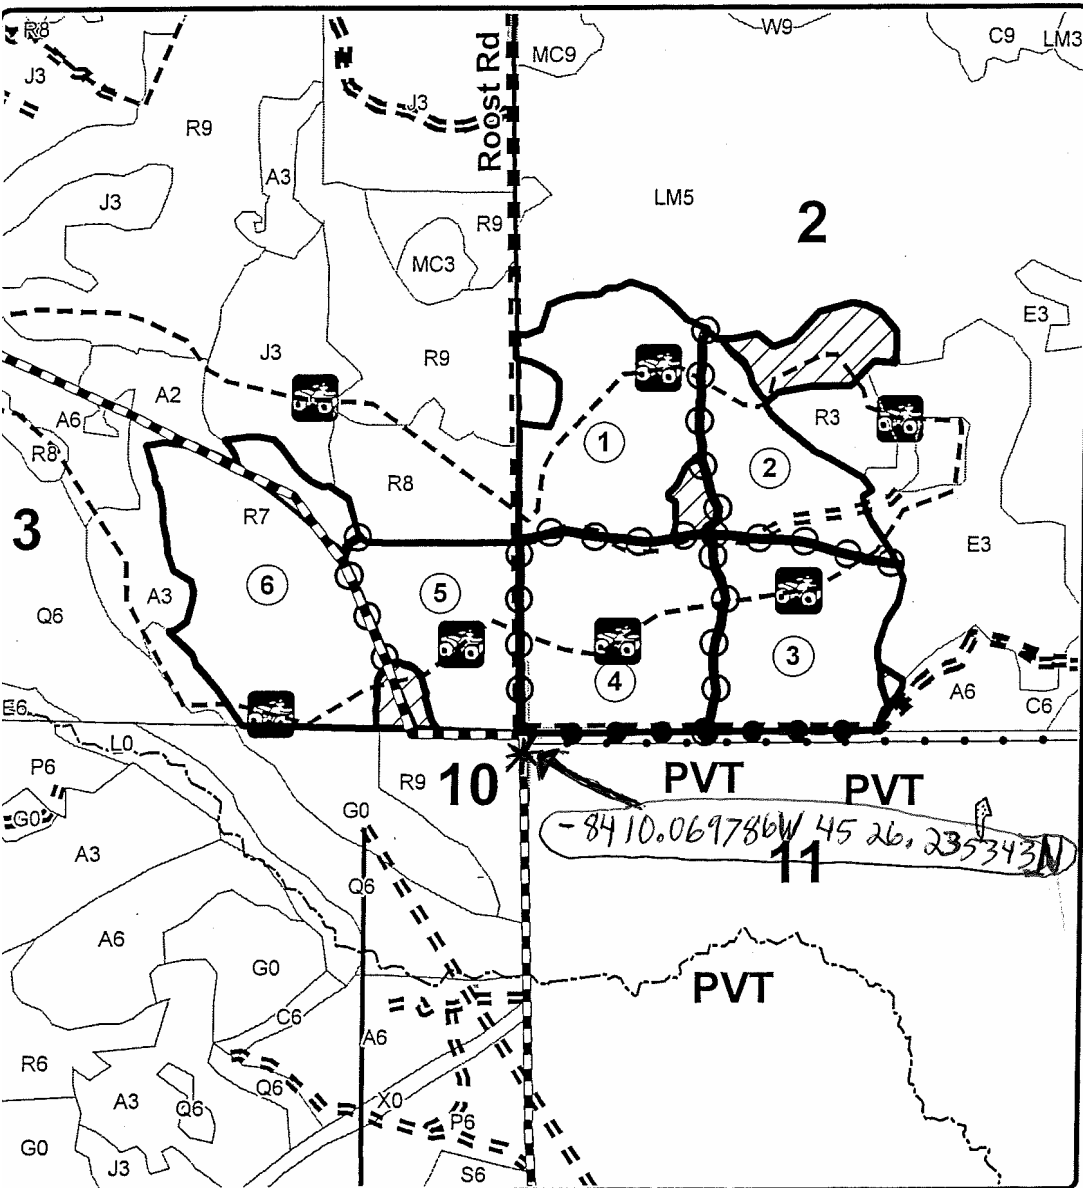 R8
J3
J3
Roost Rd
MC9
W9
C9
LM3
R9
A3
J3
R9
LM5
2
MC3
E3
J3
R9
A2
A6
R8
R8
1
2
R3
3
R7
E3
A3
6
5
Q6
4
3
A6
C6
E6
L0
P6
G0
R9
10
PVT
PVT
-8410.069786W 45 26.235343N
11
G0
A3
Q6
A6
G0
PVT
C6
A6
R6
Q6
X0
A3
Q6
P6
G0
J3
S6